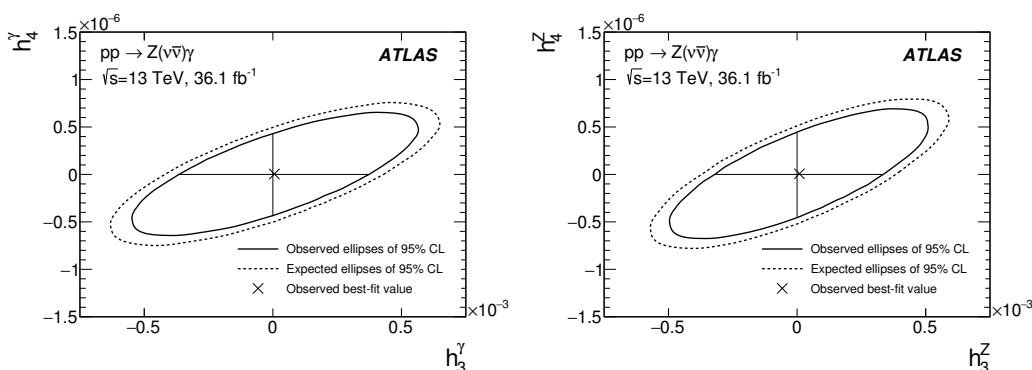 ×10⁻⁶
h₄^γ
1.5
1
0.5
0
−0.5
−1
−1.5
pp → Z(νν̄)γ
√s=13 TeV, 36.1 fb⁻¹
ATLAS
Observed ellipses of 95% CL
Expected ellipses of 95% CL
Observed best-fit value
−0.5
0
0.5
×10⁻³
h₃^γ
×10⁻⁶
h₄^Z
1.5
1
0.5
0
−0.5
−1
−1.5
pp → Z(νν̄)γ
√s=13 TeV, 36.1 fb⁻¹
ATLAS
Observed ellipses of 95% CL
Expected ellipses of 95% CL
Observed best-fit value
−0.5
0
0.5
×10⁻³
h₃^Z